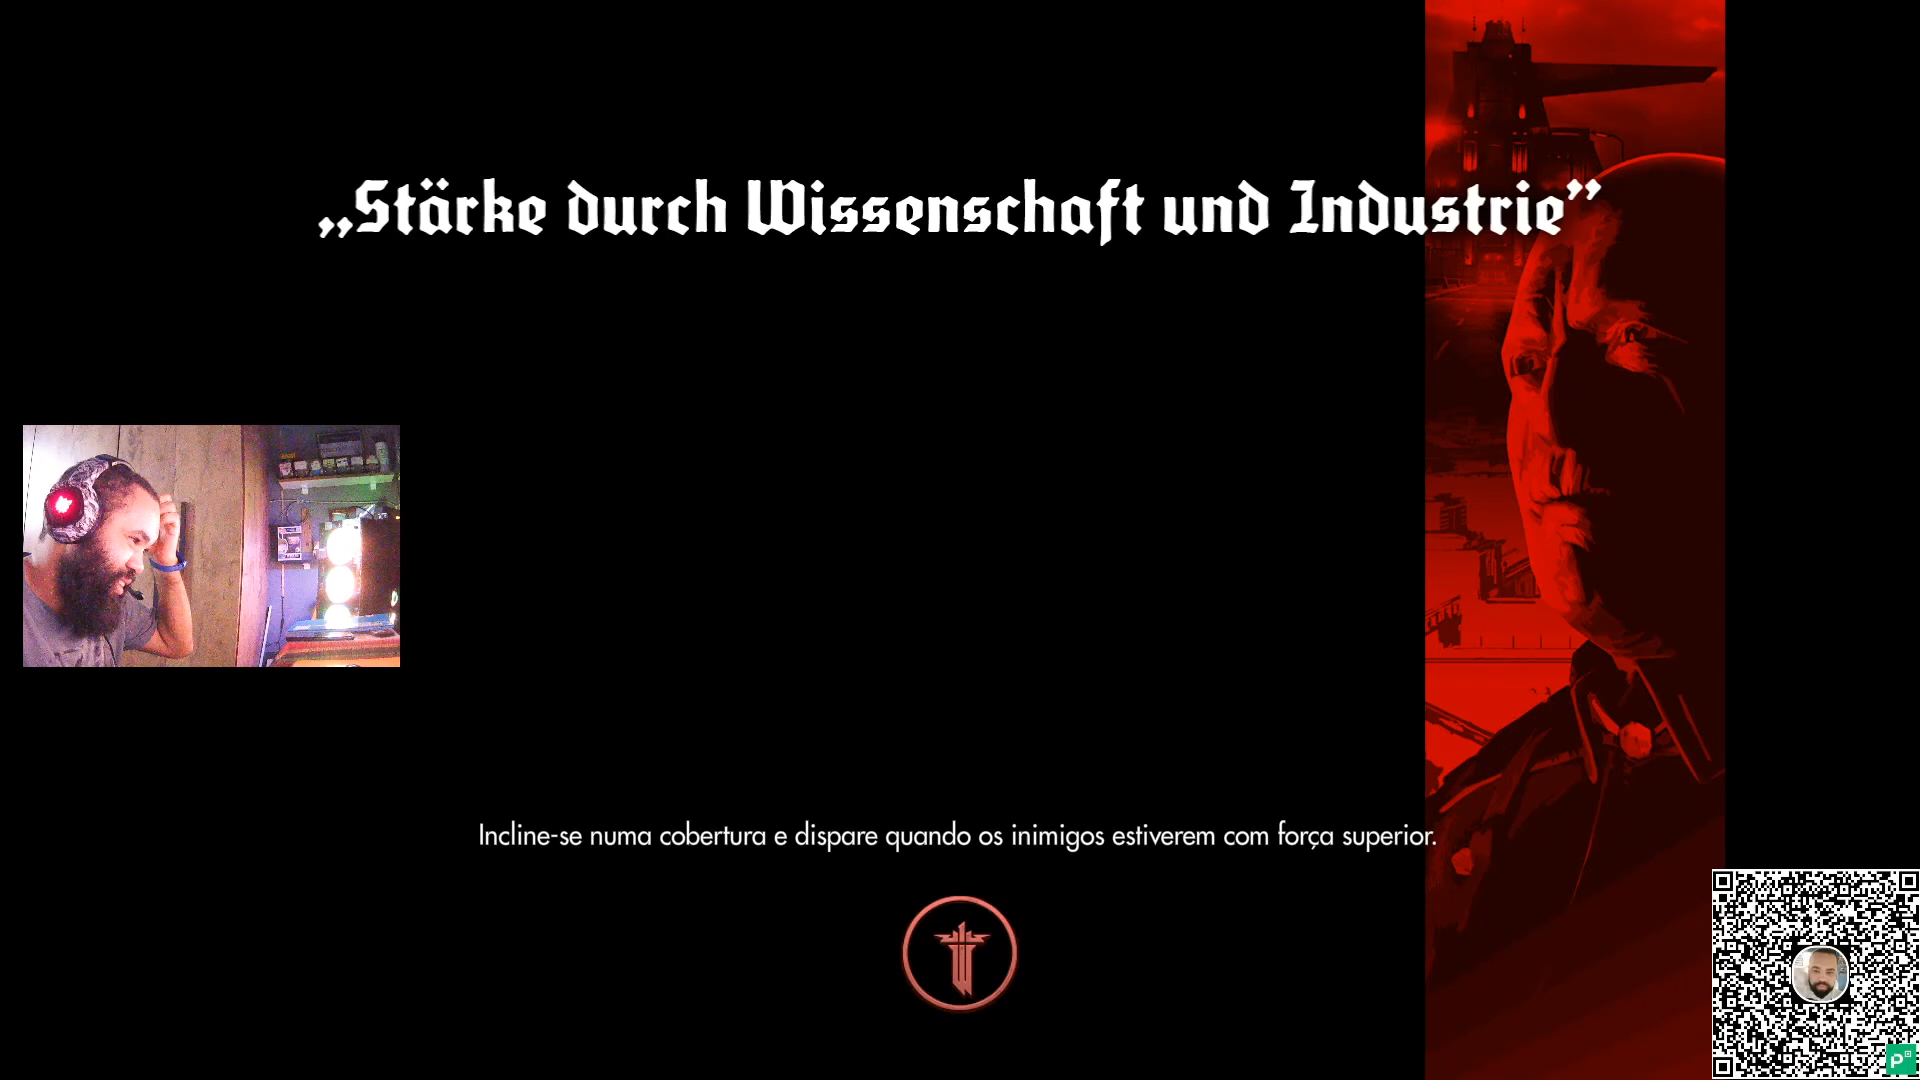 „Stärke durch Wissenschaft und Industrie”
Incline-se numa cobertura e dispare quando os inimigos estiverem com força superior.